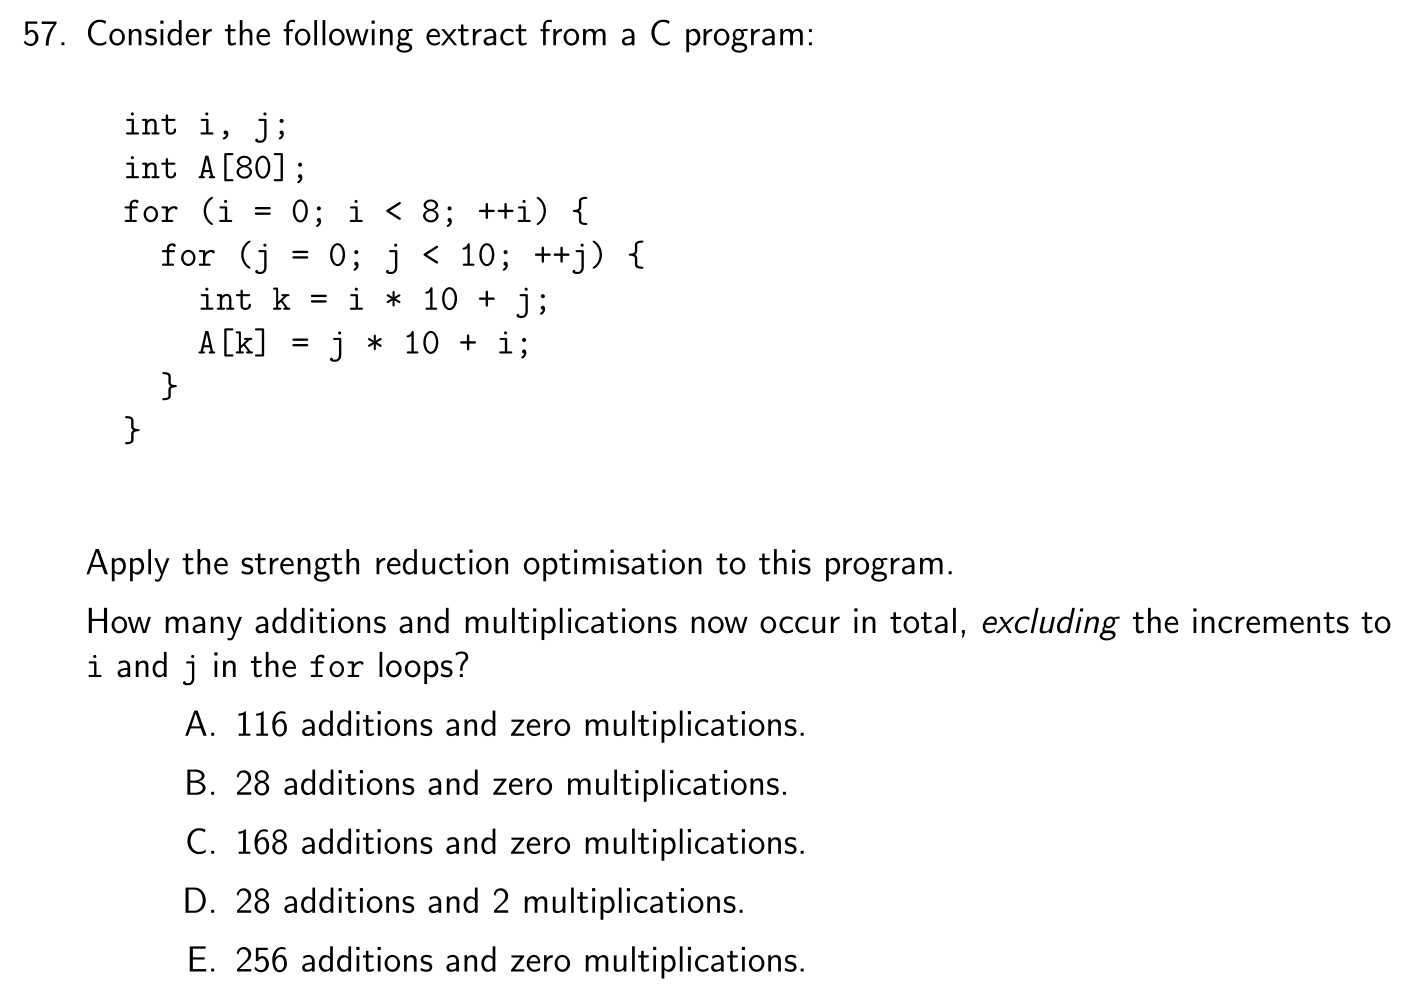 57. Consider the following extract from a C program:
int i, j;
int A[80];
for (i = 0; i < 8; ++i) {
for (j = 0; j < 10; ++j) {
int k = i * 10 + j;
A[k] = j * 10 + i;
}
}
Apply the strength reduction optimisation to this program.
How many additions and multiplications now occur in total, excluding the increments to
i and j in the for loops?
A. 116 additions and zero multiplications.
B. 28 additions and zero multiplications.
C. 168 additions and zero multiplications.
D. 28 additions and 2 multiplications.
E. 256 additions and zero multiplications.